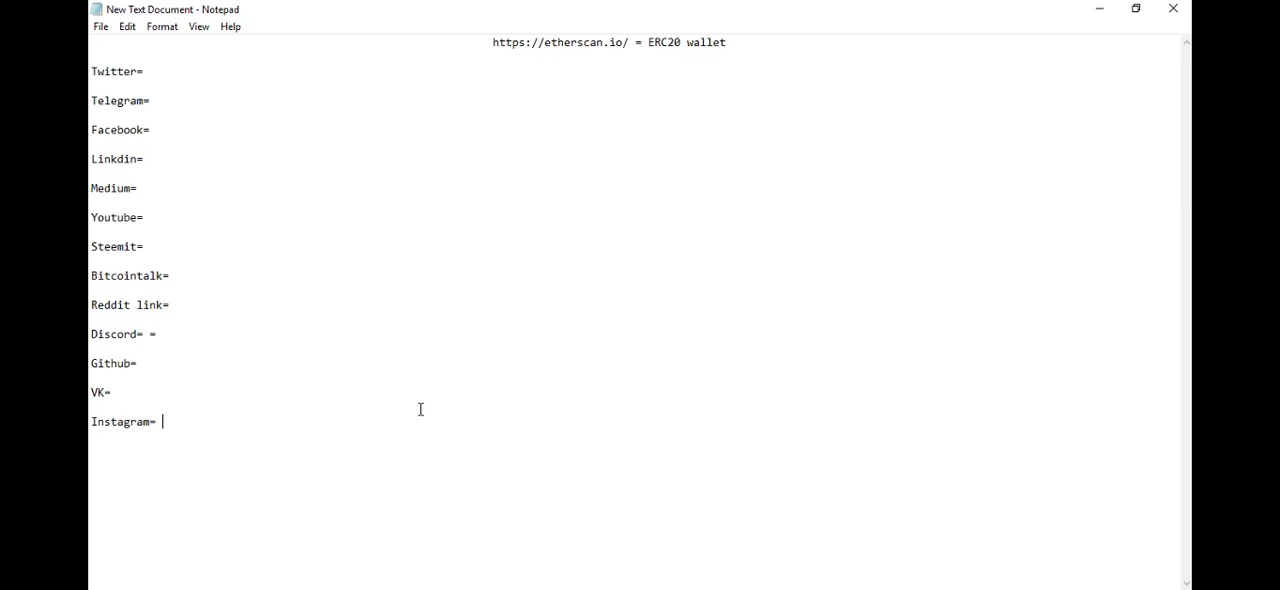 New Text Document - Notepad
File Edit Format View Help
https://etherscan.io/ = ERC20 wallet
Twitter=
Telegram=
Facebook=
Linkdin=
Medium=
Youtube=
Steemit=
Bitcointalk=
Reddit link=
Discord= =
Github=
VK=
Instagram=